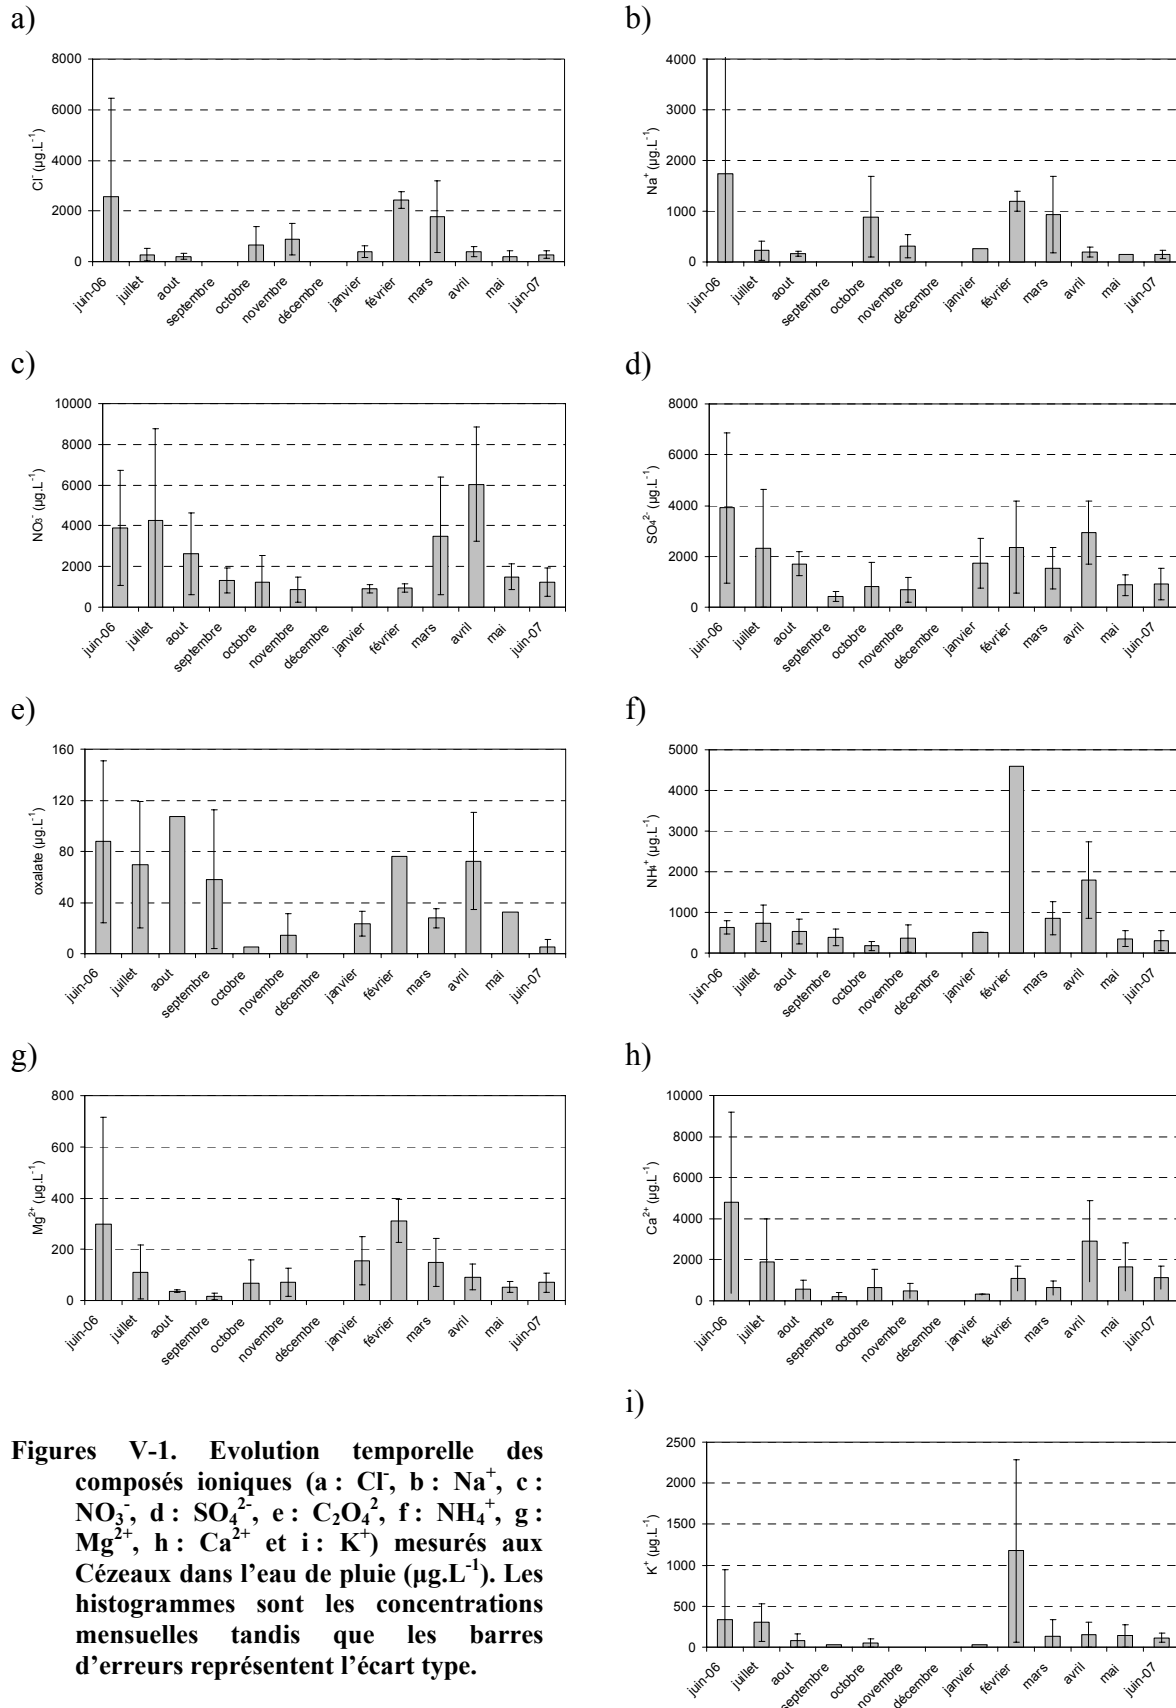 a)
8000
6000
4000
2000
0
Cl⁻ (µg.L⁻¹)
juin-06
juillet
aout
septembre
octobre
novembre
décembre
janvier
février
mars
avril
mai
juin-07
b)
4000
3000
2000
1000
0
Na⁺ (µg.L⁻¹)
juin-06
juillet
aout
septembre
octobre
novembre
décembre
janvier
février
mars
avril
mai
juin-07
c)
10000
8000
6000
4000
2000
0
NO₃⁻ (µg.L⁻¹)
juin-06
juillet
aout
septembre
octobre
novembre
décembre
janvier
février
mars
avril
mai
juin-07
d)
8000
6000
4000
2000
0
SO₄²⁻ (µg.L⁻¹)
juin-06
juillet
aout
septembre
octobre
novembre
décembre
janvier
février
mars
avril
mai
juin-07
e)
160
120
80
40
0
oxalate (µg.L⁻¹)
juin-06
juillet
aout
septembre
octobre
novembre
décembre
janvier
février
mars
avril
mai
juin-07
f)
5000
4000
3000
2000
1000
0
NH₄⁺ (µg.L⁻¹)
juin-06
juillet
aout
septembre
octobre
novembre
décembre
janvier
février
mars
avril
mai
juin-07
g)
800
600
400
200
0
Mg²⁺ (µg.L⁻¹)
juin-06
juillet
aout
septembre
octobre
novembre
décembre
janvier
février
mars
avril
mai
juin-07
h)
10000
8000
6000
4000
2000
0
Ca²⁺ (µg.L⁻¹)
juin-06
juillet
aout
septembre
octobre
novembre
décembre
janvier
février
mars
avril
mai
juin-07
i)
2500
2000
1500
1000
500
0
K⁺ (µg.L⁻¹)
juin-06
juillet
aout
septembre
octobre
novembre
décembre
janvier
février
mars
avril
mai
juin-07
Figures V-1. Evolution temporelle des
composés ioniques (a : Cl⁻, b : Na⁺, c :
NO₃⁻, d : SO₄²⁻, e : C₂O₄², f : NH₄⁺, g :
Mg²⁺, h : Ca²⁺ et i : K⁺) mesurés aux
Cézeaux dans l'eau de pluie (µg.L⁻¹). Les
histogrammes sont les concentrations
mensuelles tandis que les barres
d'erreurs représentent l'écart type.